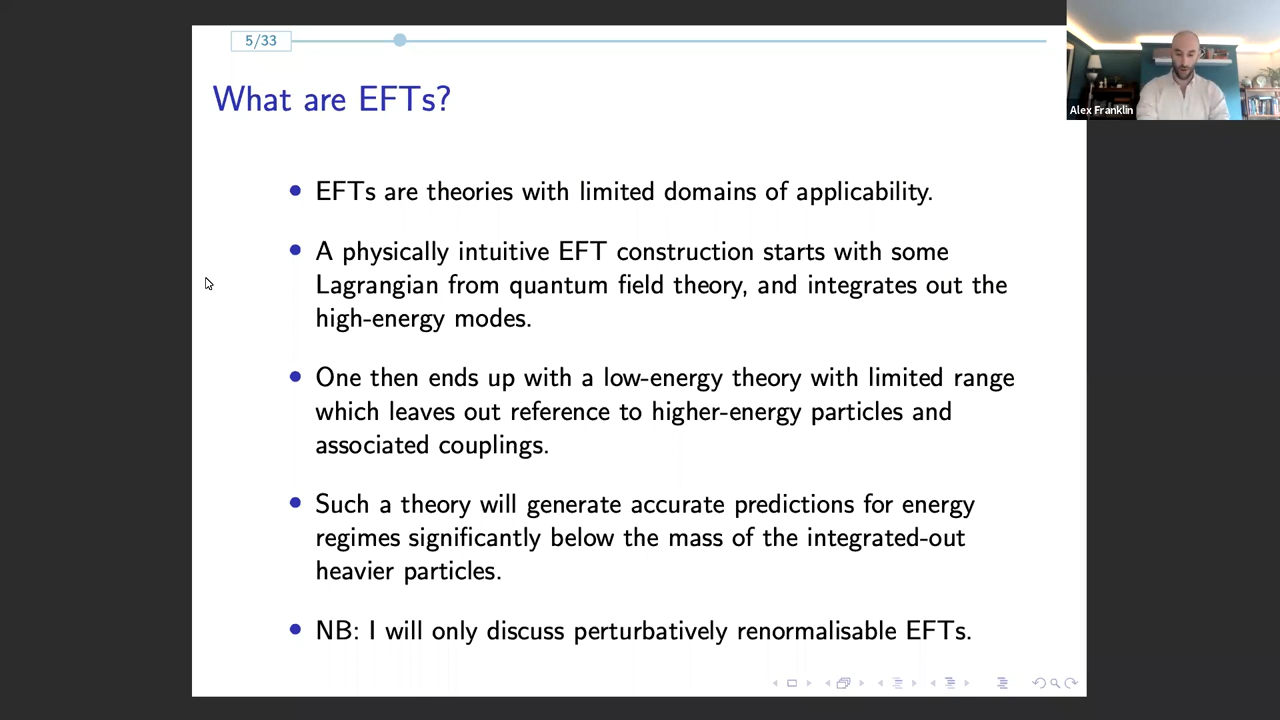 5/33
What are EFTs?
Alex Franklin
• EFTs are theories with limited domains of applicability.
• A physically intuitive EFT construction starts with some
Lagrangian from quantum field theory, and integrates out the
high-energy modes.
• One then ends up with a low-energy theory with limited range
which leaves out reference to higher-energy particles and
associated couplings.
• Such a theory will generate accurate predictions for energy
regimes significantly below the mass of the integrated-out
heavier particles.
• NB: I will only discuss perturbatively renormalisable EFTs.